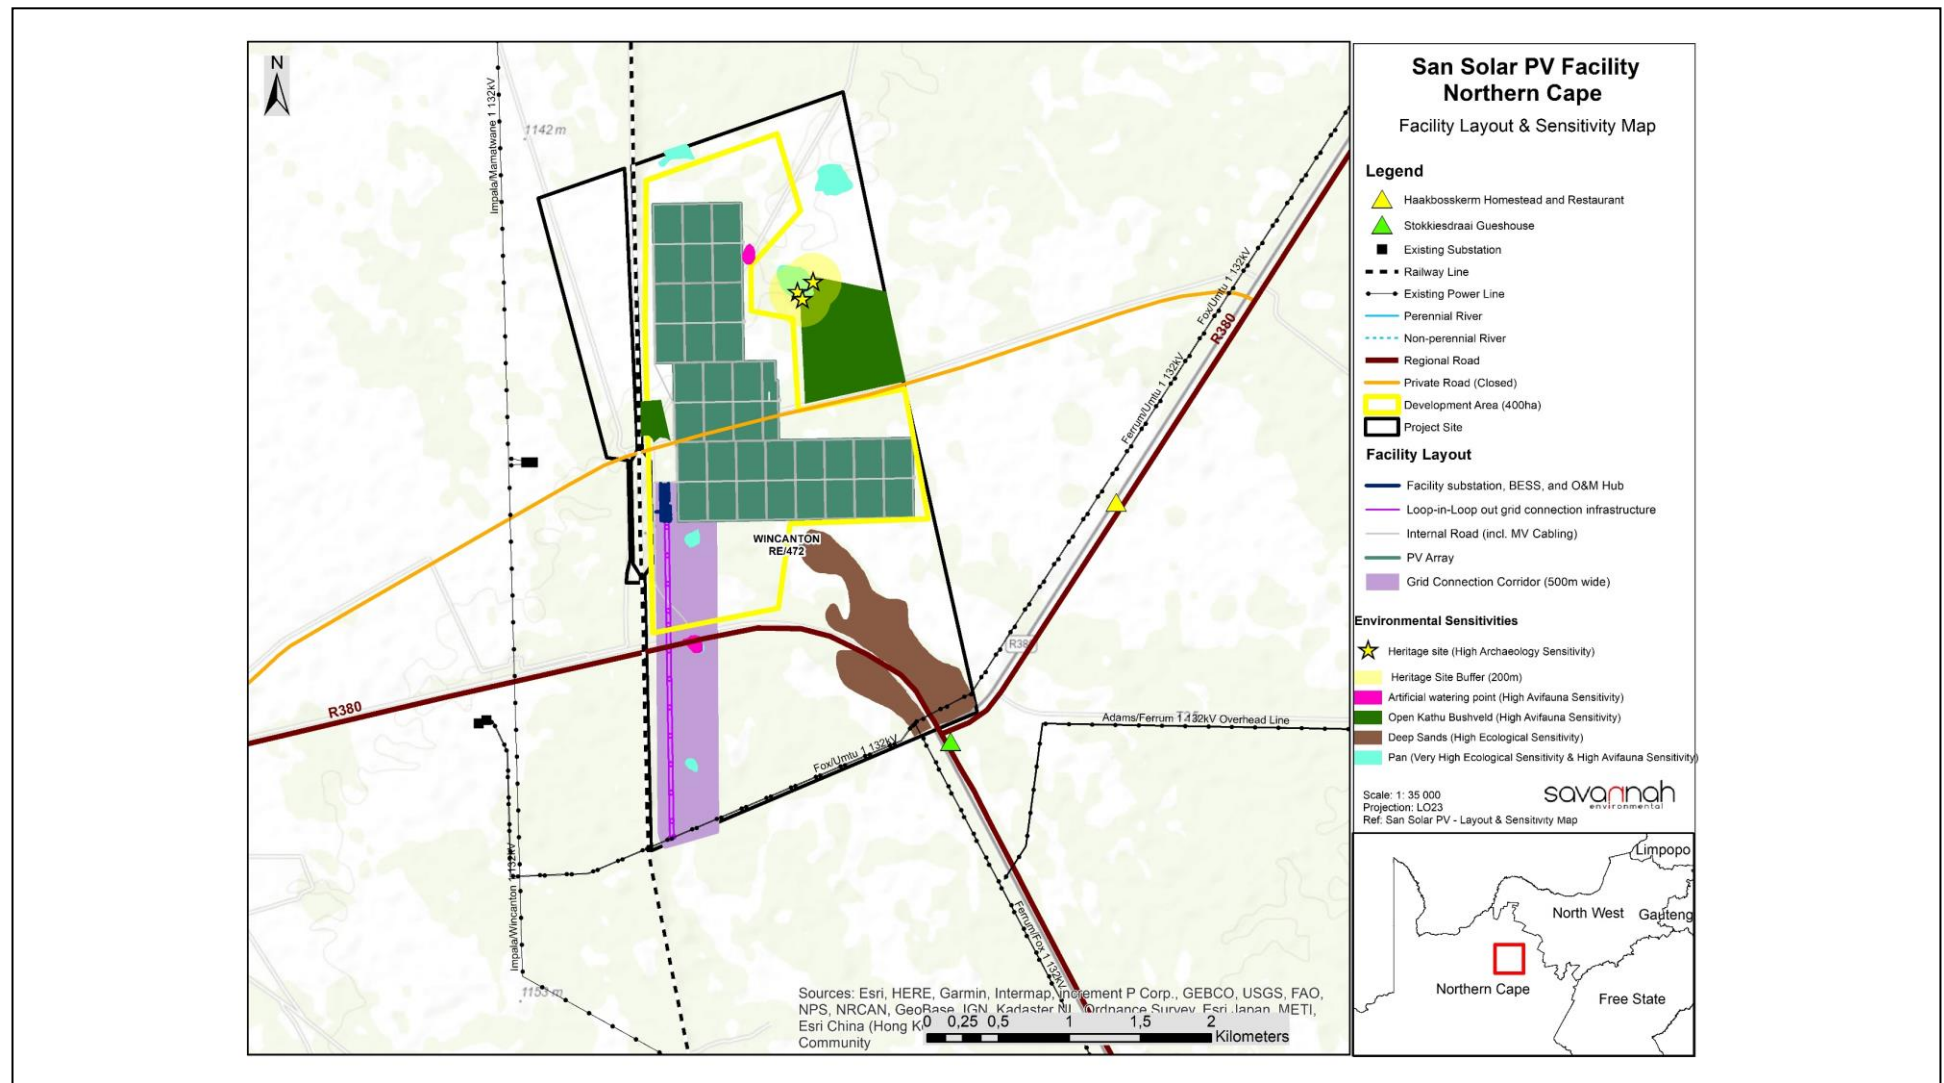 N
1142 m
Impala/Mamatwane 1 132kV
Fox/Umtu 1 132kV
R380
Ferrum/Umtu 1 132kV
WINCANTON
RE/472
R380
Adams/Ferrum 1 132kV Overhead Line
Fox/Umtu 1 132kV
Impala/Wincanton 1 132kV
Ferrum/Fox 1 132kV
1153 m
Sources: Esri, HERE, Garmin, Intermap, increment P Corp., GEBCO, USGS, FAO,
NPS, NRCAN, GeoBase, IGN, Kadaster NL, Ordnance Survey, Esri Japan, METI,
Esri China (Hong
Community
0 0,25 0,5 1 1,5 2
Kilometers
San Solar PV Facility
Northern Cape
Facility Layout & Sensitivity Map
Legend
Haakbosskerm Homestead and Restaurant
Stokkiesdraai Gueshouse
Existing Substation
Railway Line
Existing Power Line
Perennial River
Non-perennial River
Regional Road
Private Road (Closed)
Development Area (400ha)
Project Site
Facility Layout
Facility substation, BESS, and O&M Hub
Loop-in-Loop out grid connection infrastructure
Internal Road (incl. MV Cabling)
PV Array
Grid Connection Corridor (500m wide)
Environmental Sensitivities
Heritage site (High Archaeology Sensitivity)
Heritage Site Buffer (200m)
Artificial watering point (High Avifauna Sensitivity)
Open Kathu Bushveld (High Avifauna Sensitivity)
Deep Sands (High Ecological Sensitivity)
Pan (Very High Ecological Sensitivity & High Avifauna Sensitivity)
Scale: 1: 35 000
Projection: LO23
Ref: San Solar PV - Layout & Sensitivity Map
savannah
environmental
Limpopo
North West
Gauteng
Northern Cape
Free State